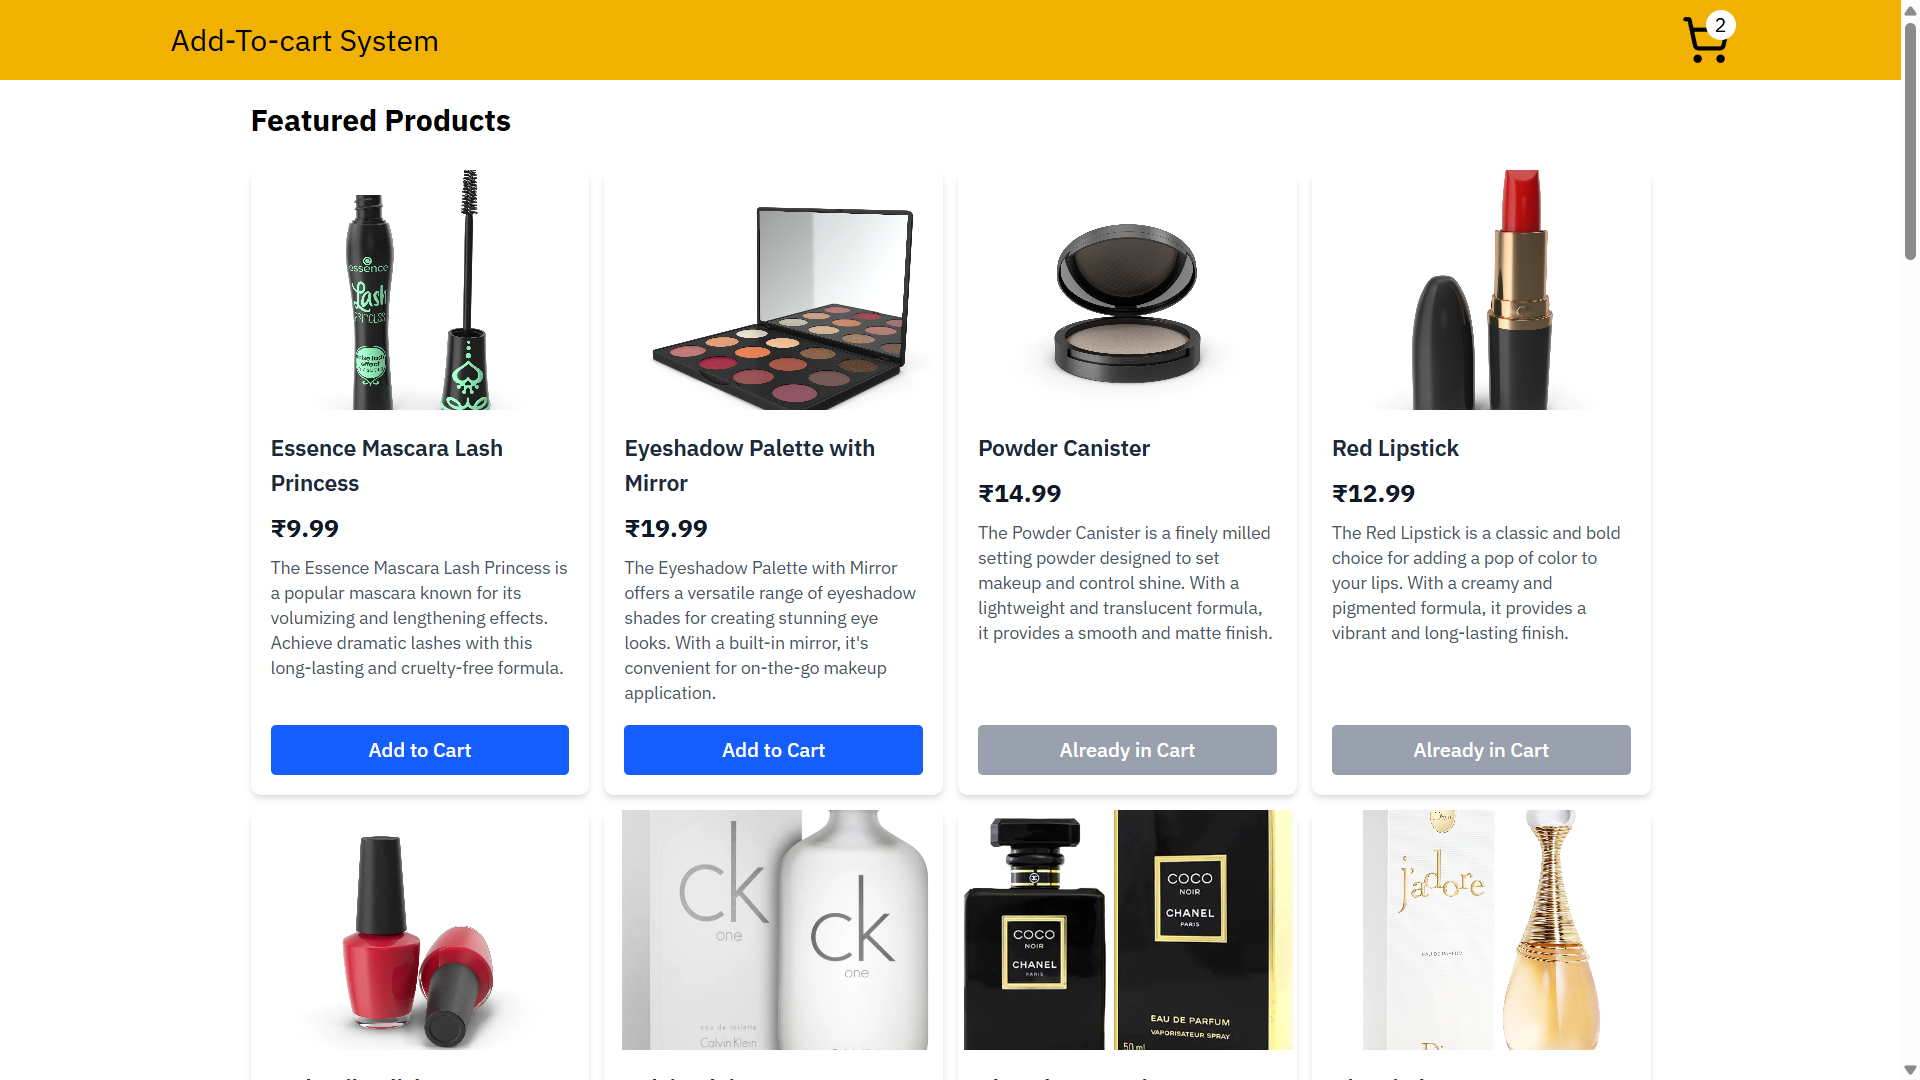 Add-To-cart System
2
Featured Products
essence
Lash
PRINCESS
Essence Mascara Lash
Princess
₹9.99
The Essence Mascara Lash Princess is
a popular mascara known for its
volumizing and lengthening effects.
Achieve dramatic lashes with this
long-lasting and cruelty-free formula.
Add to Cart
Eyeshadow Palette with
Mirror
₹19.99
The Eyeshadow Palette with Mirror
offers a versatile range of eyeshadow
shades for creating stunning eye
looks. With a built-in mirror, it's
convenient for on-the-go makeup
application.
Add to Cart
Powder Canister
₹14.99
The Powder Canister is a finely milled
setting powder designed to set
makeup and control shine. With a
lightweight and translucent formula,
it provides a smooth and matte finish.
Already in Cart
Red Lipstick
₹12.99
The Red Lipstick is a classic and bold
choice for adding a pop of color to
your lips. With a creamy and
pigmented formula, it provides a
vibrant and long-lasting finish.
Already in Cart
ck
one
eau de toilette
Calvin Klein
ck
one
COCO
NOIR
CHANEL
PARIS
COCO
NOIR
CHANEL
PARIS
EAU DE PARFUM
VAPORISATEUR SPRAY
50 ml
j'adore
EAU DE PARFUM